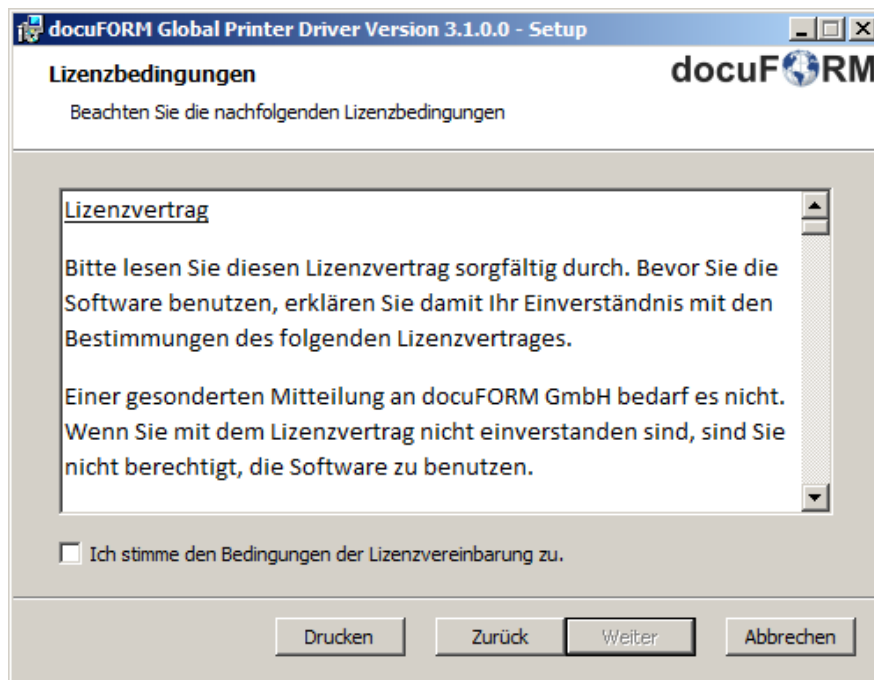 docuFORM Global Printer Driver Version 3.1.0.0 - Setup
Lizenzbedingungen
docuFORM
Beachten Sie die nachfolgenden Lizenzbedingungen
Lizenzvertrag
Bitte lesen Sie diesen Lizenzvertrag sorgfältig durch. Bevor Sie die
Software benutzen, erklären Sie damit Ihr Einverständnis mit den
Bestimmungen des folgenden Lizenzvertrages.
Einer gesonderten Mitteilung an docuFORM GmbH bedarf es nicht.
Wenn Sie mit dem Lizenzvertrag nicht einverstanden sind, sind Sie
nicht berechtigt, die Software zu benutzen.
Ich stimme den Bedingungen der Lizenzvereinbarung zu.
Drucken Zurück Weiter Abbrechen